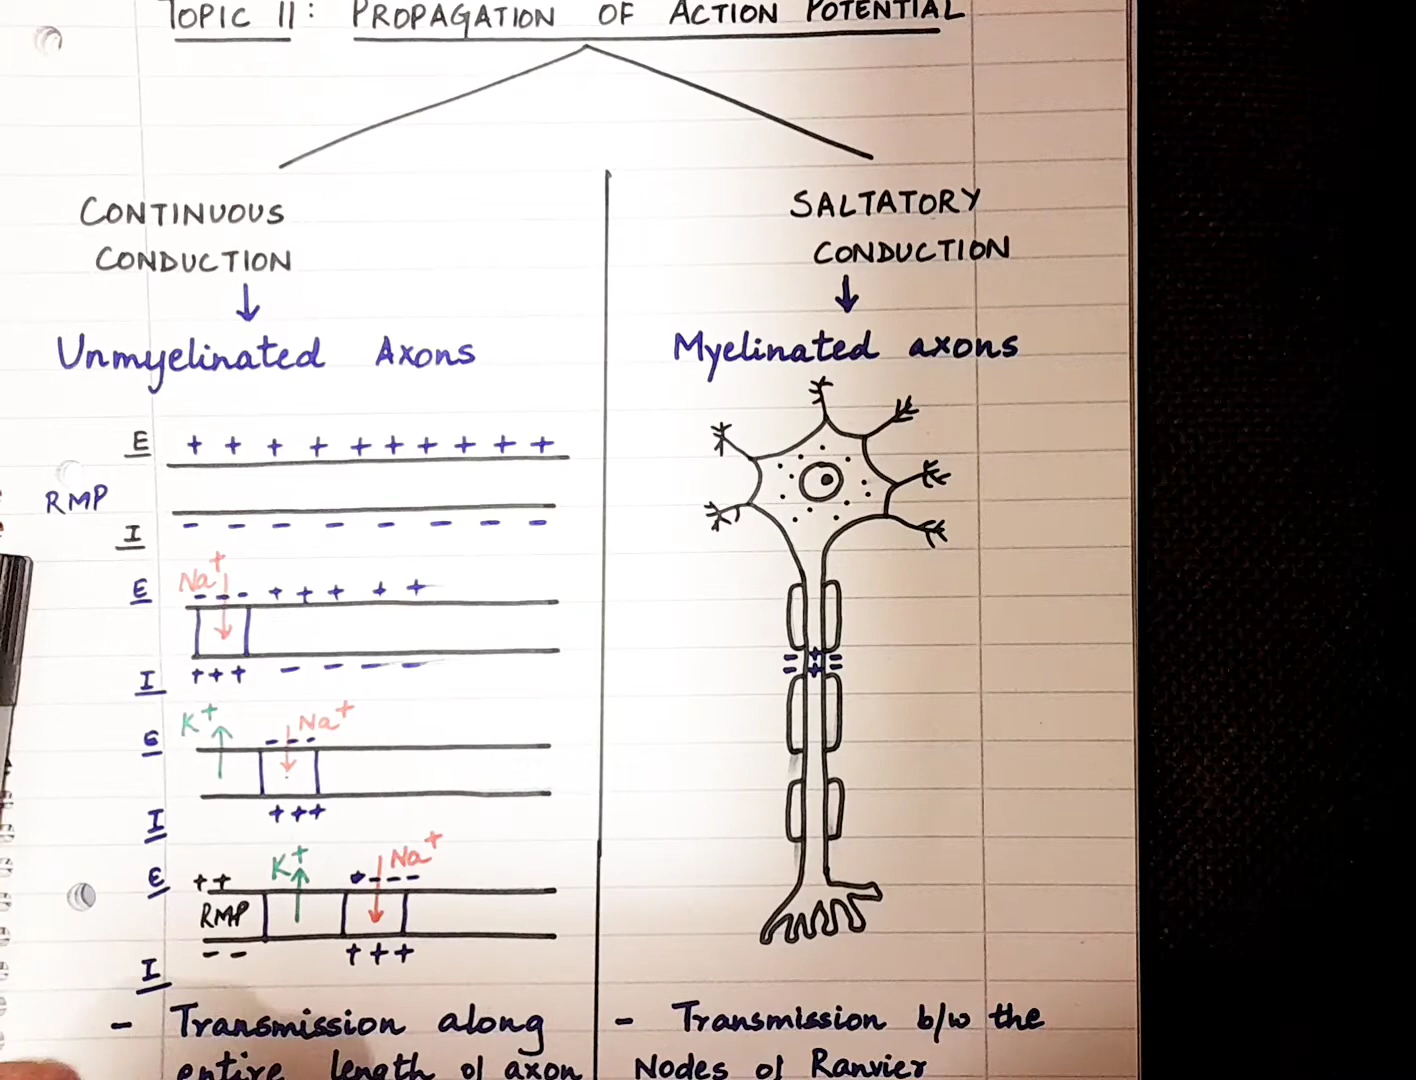 TOPIC 11: PROPAGATION OF ACTION POTENTIAL
CONTINUOUS
CONDUCTION
Unmyelinated Axons
E + + + + + + + + + +
RMP
I - - - - - - - -
Na+
E - - - + + + + +
I + + + - - - -
K+ Na+
E - - -
I + + +
K+ Na+
E + + - - - -
RMP
I - - + + +
- Transmission along
entire length of axon
SALTATORY
CONDUCTION
Myelinated axons
- Transmission b/w the
Nodes of Ranvier